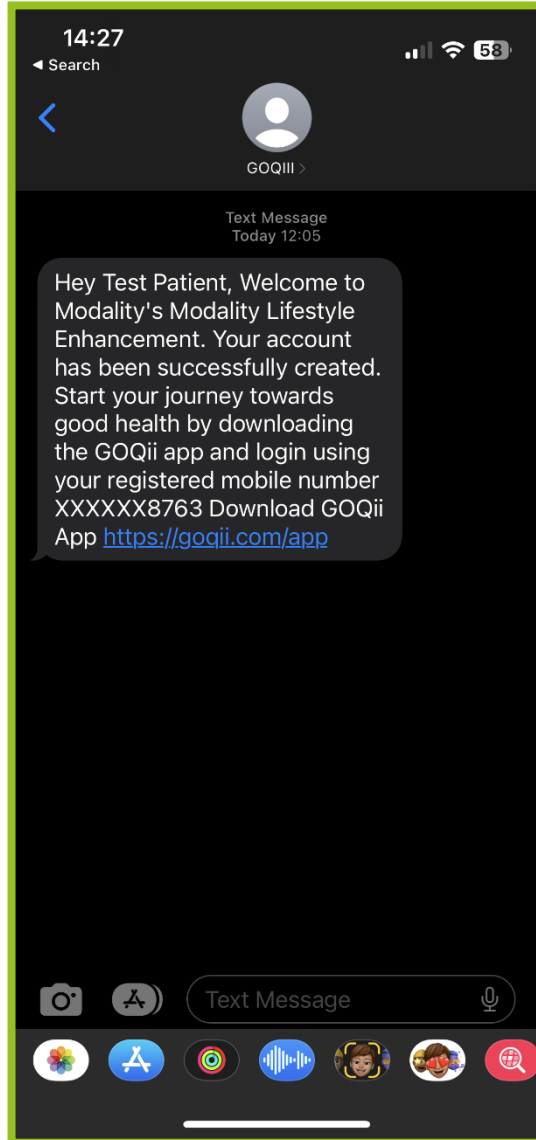 14:27
◀ Search
58
GOQIII >
Text Message
Today 12:05
Hey Test Patient, Welcome to
Modality's Modality Lifestyle
Enhancement. Your account
has been successfully created.
Start your journey towards
good health by downloading
the GOQii app and login using
your registered mobile number
XXXXXX8763 Download GOQii
App https://goqii.com/app
Text Message